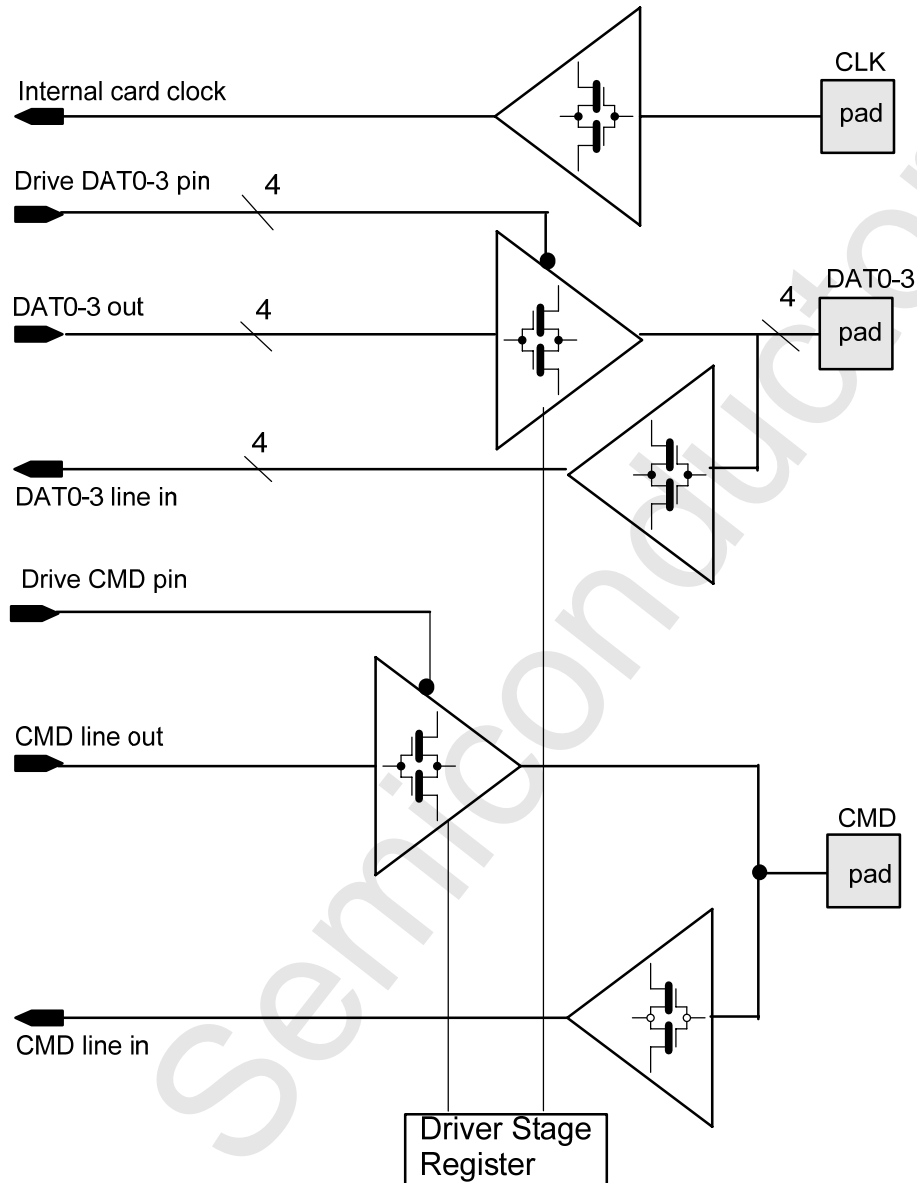 CLK
Internal card clock
pad
Drive DAT0-3 pin
4
DAT0-3
DAT0-3 out
4
4
pad
4
DAT0-3 line in
Drive CMD pin
CMD line out
CMD
pad
CMD line in
Driver Stage
Register
Semiconductor